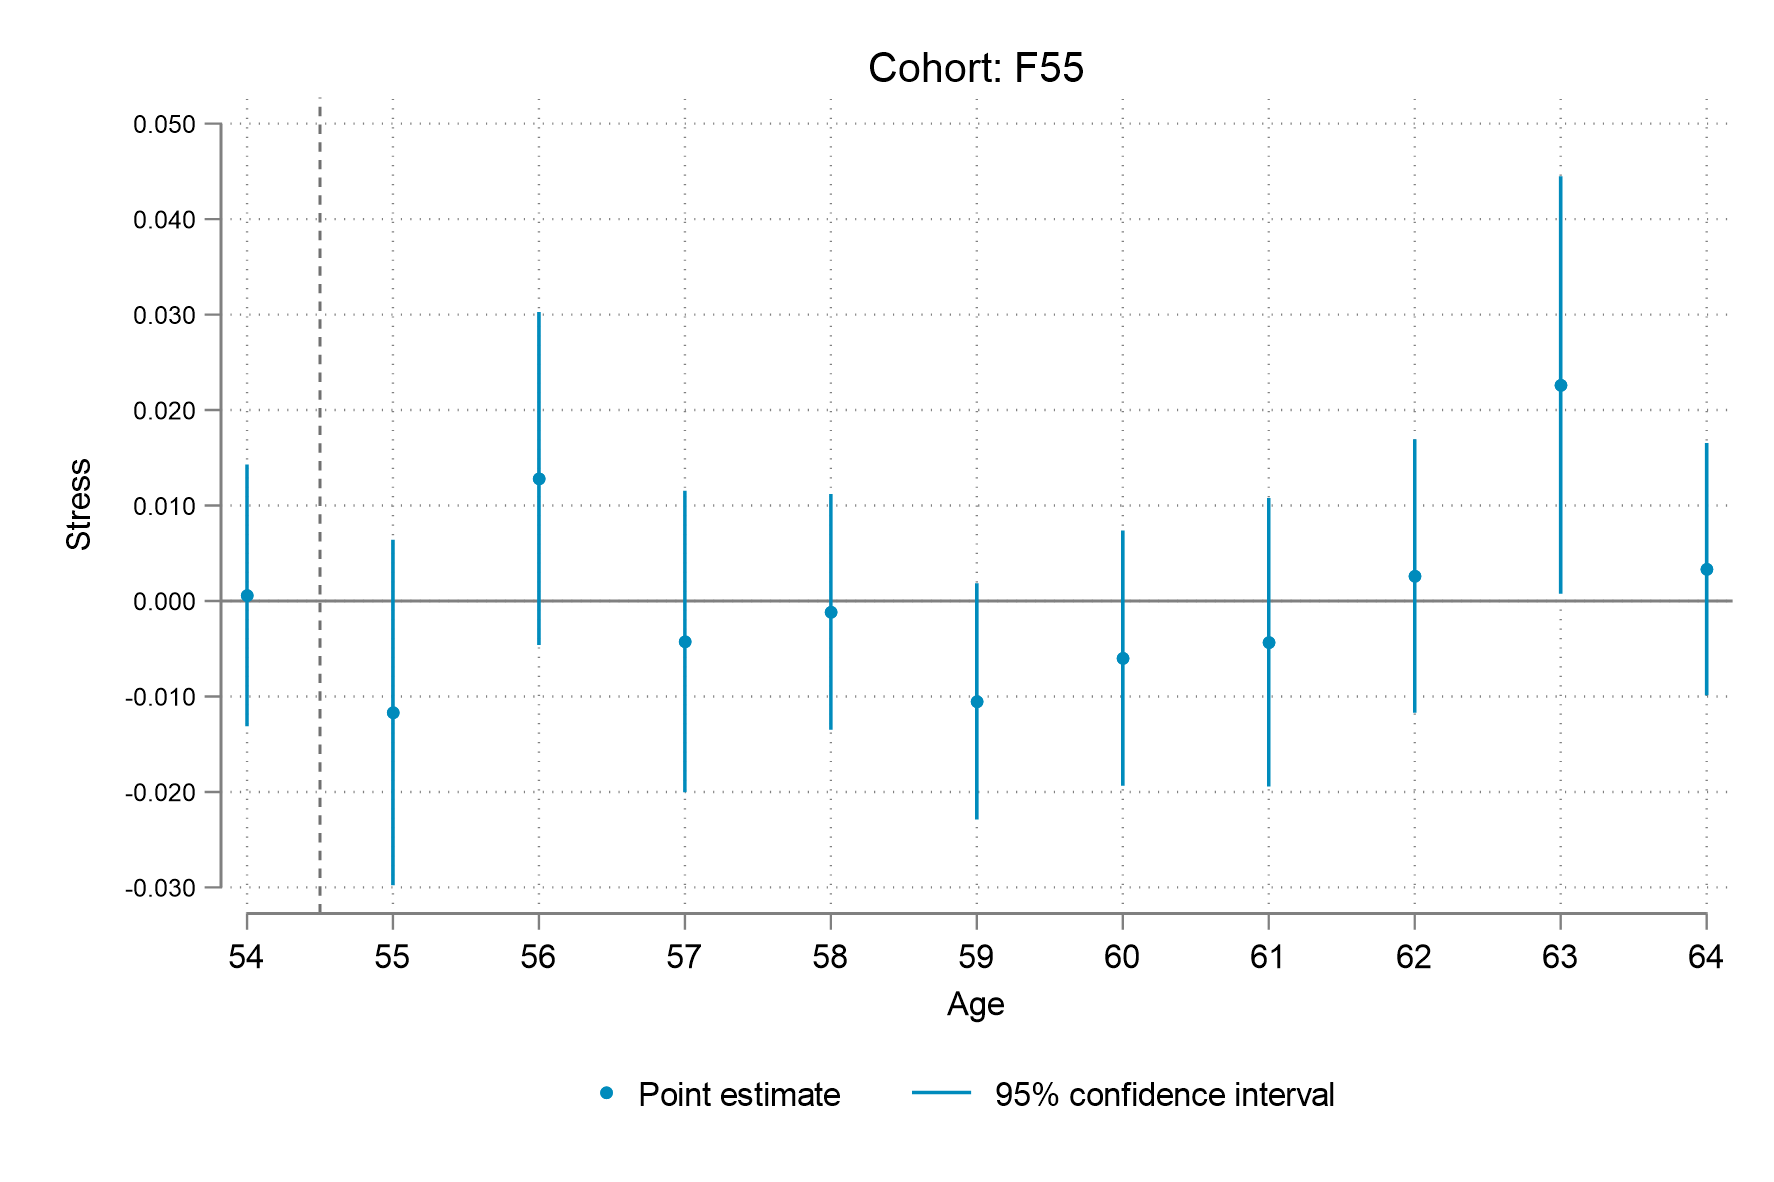 Cohort: F55
0.050
0.040
0.030
0.020
0.010
0.000
-0.010
-0.020
-0.030
Stress
54 55 56 57 58 59 60 61 62 63 64
Age
Point estimate 95% confidence interval